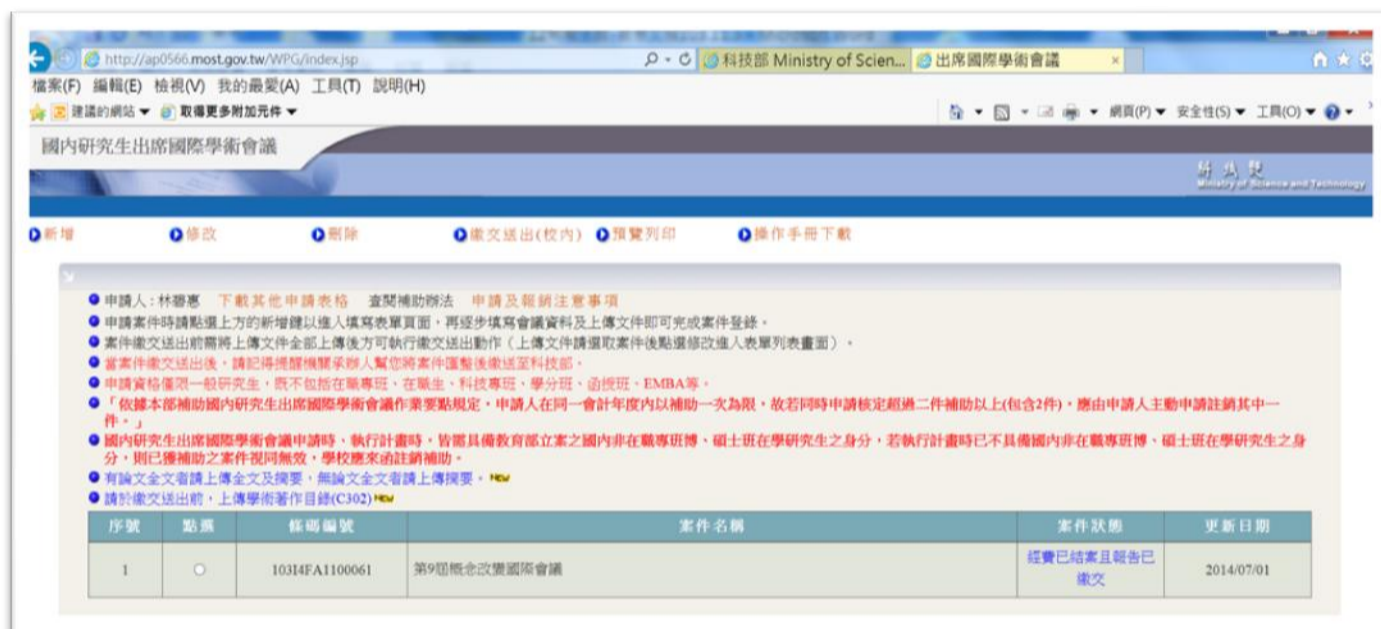 http://ap0566.most.gov.tw/WPG/index.jsp
科技部 Ministry of Scien...
出席國際學術會議
檔案(F) 編輯(E) 檢視(V) 我的最愛(A) 工具(T) 說明(H)
建議的網站 取得更多附加元件 網頁(P) 安全性(S) 工具(O)
國內研究生出席國際學術會議
Ministry of Science and Technology
新增 修改 刪除 繳交送出(校內) 預覽列印 操作手冊下載
申請人:林碧惠 下載其他申請表格 查閱補助辦法 申請及報銷注意事項
申請案件時請點選上方的新增鍵以進入填寫表單頁面,再逐步填寫會議資料及上傳文件即可完成案件登錄。
案件繳交送出前需將上傳文件全部上傳後方可執行繳交送出動作(上傳文件請選取案件後點選修改進入表單列表畫面)。
當案件繳交送出後,請記得提醒機關承辦人幫您將案件匯整後繳送至科技部。
申請資格僅限一般研究生,既不包括在職專班、在職生、科技專班、學分班、函授班、EMBA等。
「依據本部補助國內研究生出席國際學術會議作業要點規定,申請人在同一會計年度內以補助一次為限,故若同時申請核定超過二件補助以上(包含2件),應由申請人主動申請註銷其中一
件。」
國內研究生出席國際學術會議申請時、執行計畫時,皆需具備教育部立案之國內非在職專班博、碩士班在學研究生之身分,若執行計畫時已不具備國內非在職專班博、碩士班在學研究生之身
分,則已獲補助之案件視同無效,學校應來函註銷補助。
有論文全文者請上傳全文及摘要,無論文全文者請上傳摘要。 NEW
請於繳交送出前,上傳學術著作目錄(C302) NEW
序號 點選 條碼編號 案件名稱 案件狀態 更新日期
1 103I4FA1100061 第9屆概念改變國際會議 經費已結案且報告已 2014/07/01
繳交